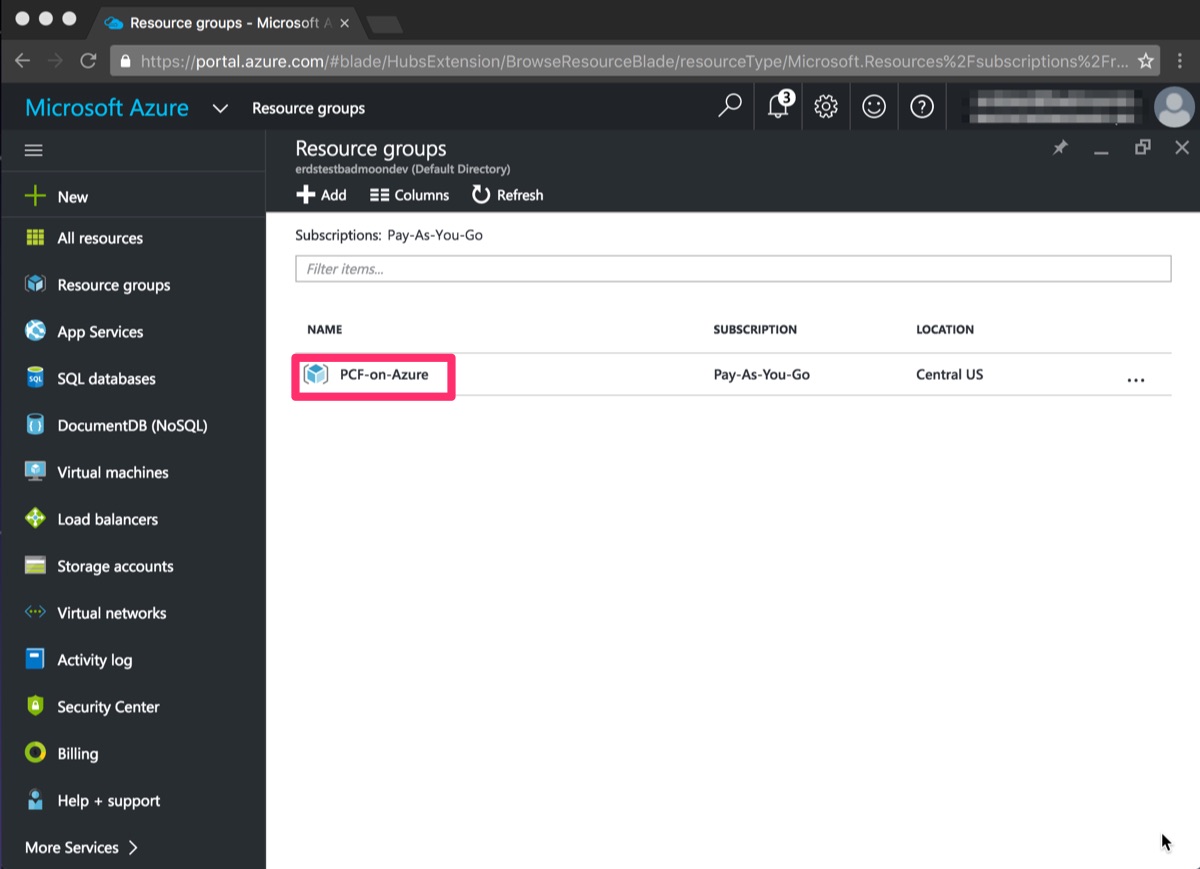 Resource groups - Microsoft A
https://portal.azure.com/#blade/HubsExtension/BrowseResourceBlade/resourceType/Microsoft.Resources%2Fsubscriptions%2Fr...
Microsoft Azure
Resource groups
3
Resource groups
erdstestbadmoondev (Default Directory)
Add
Columns
Refresh
New
All resources
Resource groups
App Services
SQL
SQL databases
DocumentDB (NoSQL)
Virtual machines
Load balancers
Storage accounts
Virtual networks
Activity log
Security Center
Billing
Help + support
More Services
Subscriptions: Pay-As-You-Go
Filter items...
NAME SUBSCRIPTION LOCATION
PCF-on-Azure Pay-As-You-Go Central US ...